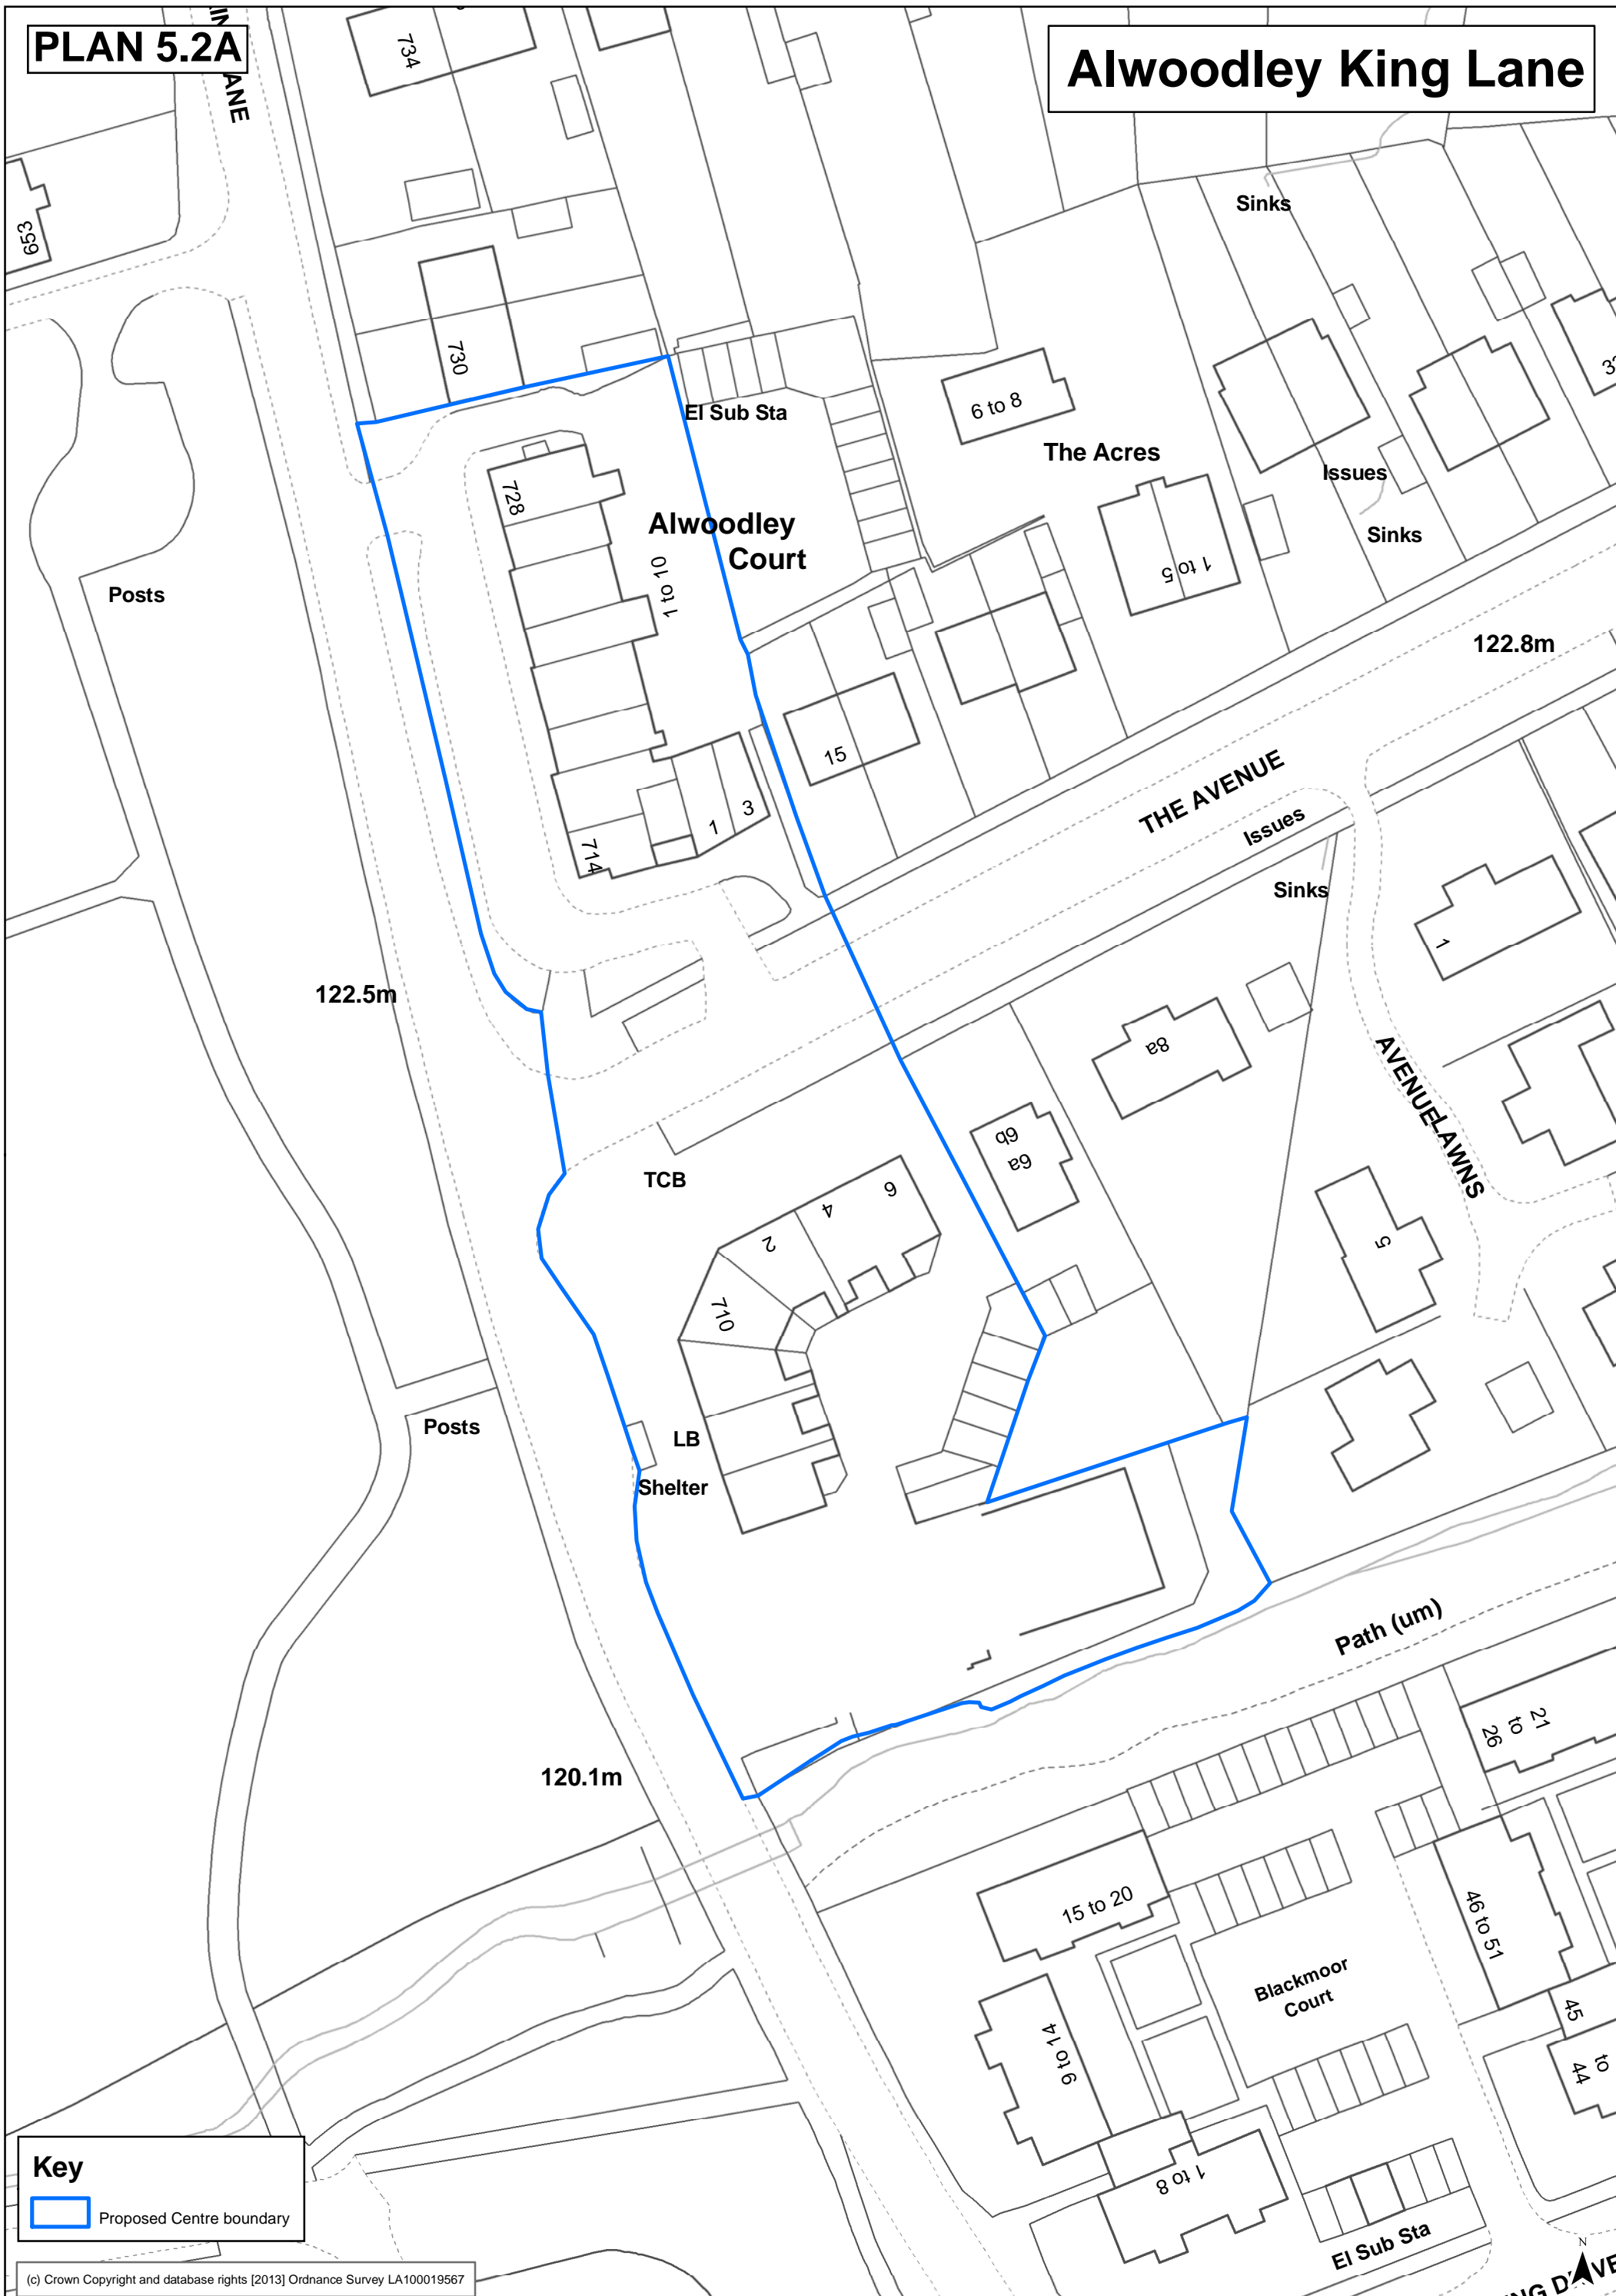 PLAN 5.2A
Alwoodley King Lane
LANE
734
653
Sinks
730
El Sub Sta
6 to 8
The Acres
Issues
Sinks
728
Alwoodley
Court
1 to 10
1 to 5
Posts
122.8m
15
THE AVENUE
Issues
Sinks
1
3
714
1
122.5m
8a
AVENUE LAWNS
6b
6a
TCB
6
4
2
5
710
Posts
LB
Shelter
Path (um)
120.1m
21
to
26
15 to 20
46 to 51
Blackmoor
Court
45
9 to 14
44
to
1 to 8
El Sub Sta
N
Key
Proposed Centre boundary
(c) Crown Copyright and database rights [2013] Ordnance Survey LA100019567